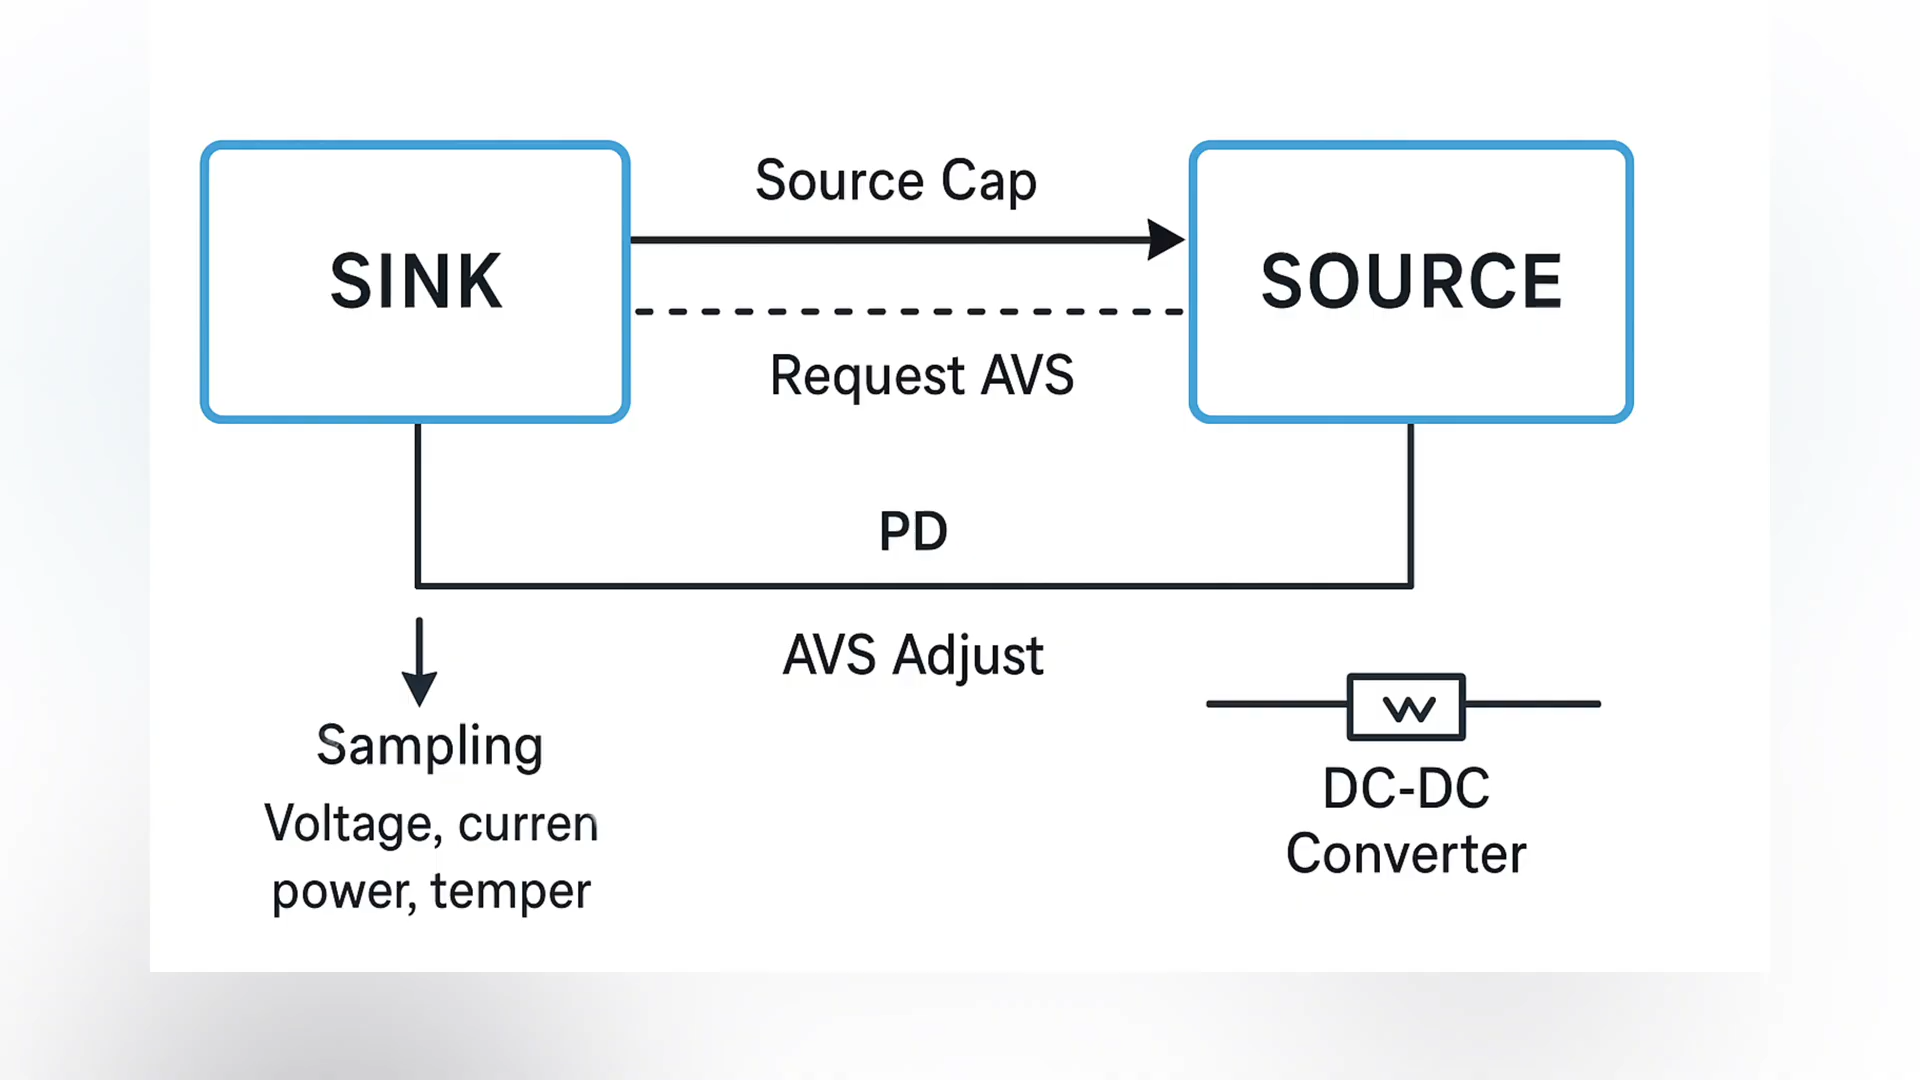 SINK
Source Cap
SOURCE
Request AVS
PD
AVS Adjust
Sampling
Voltage, curren
power, temper
DC-DC
Converter